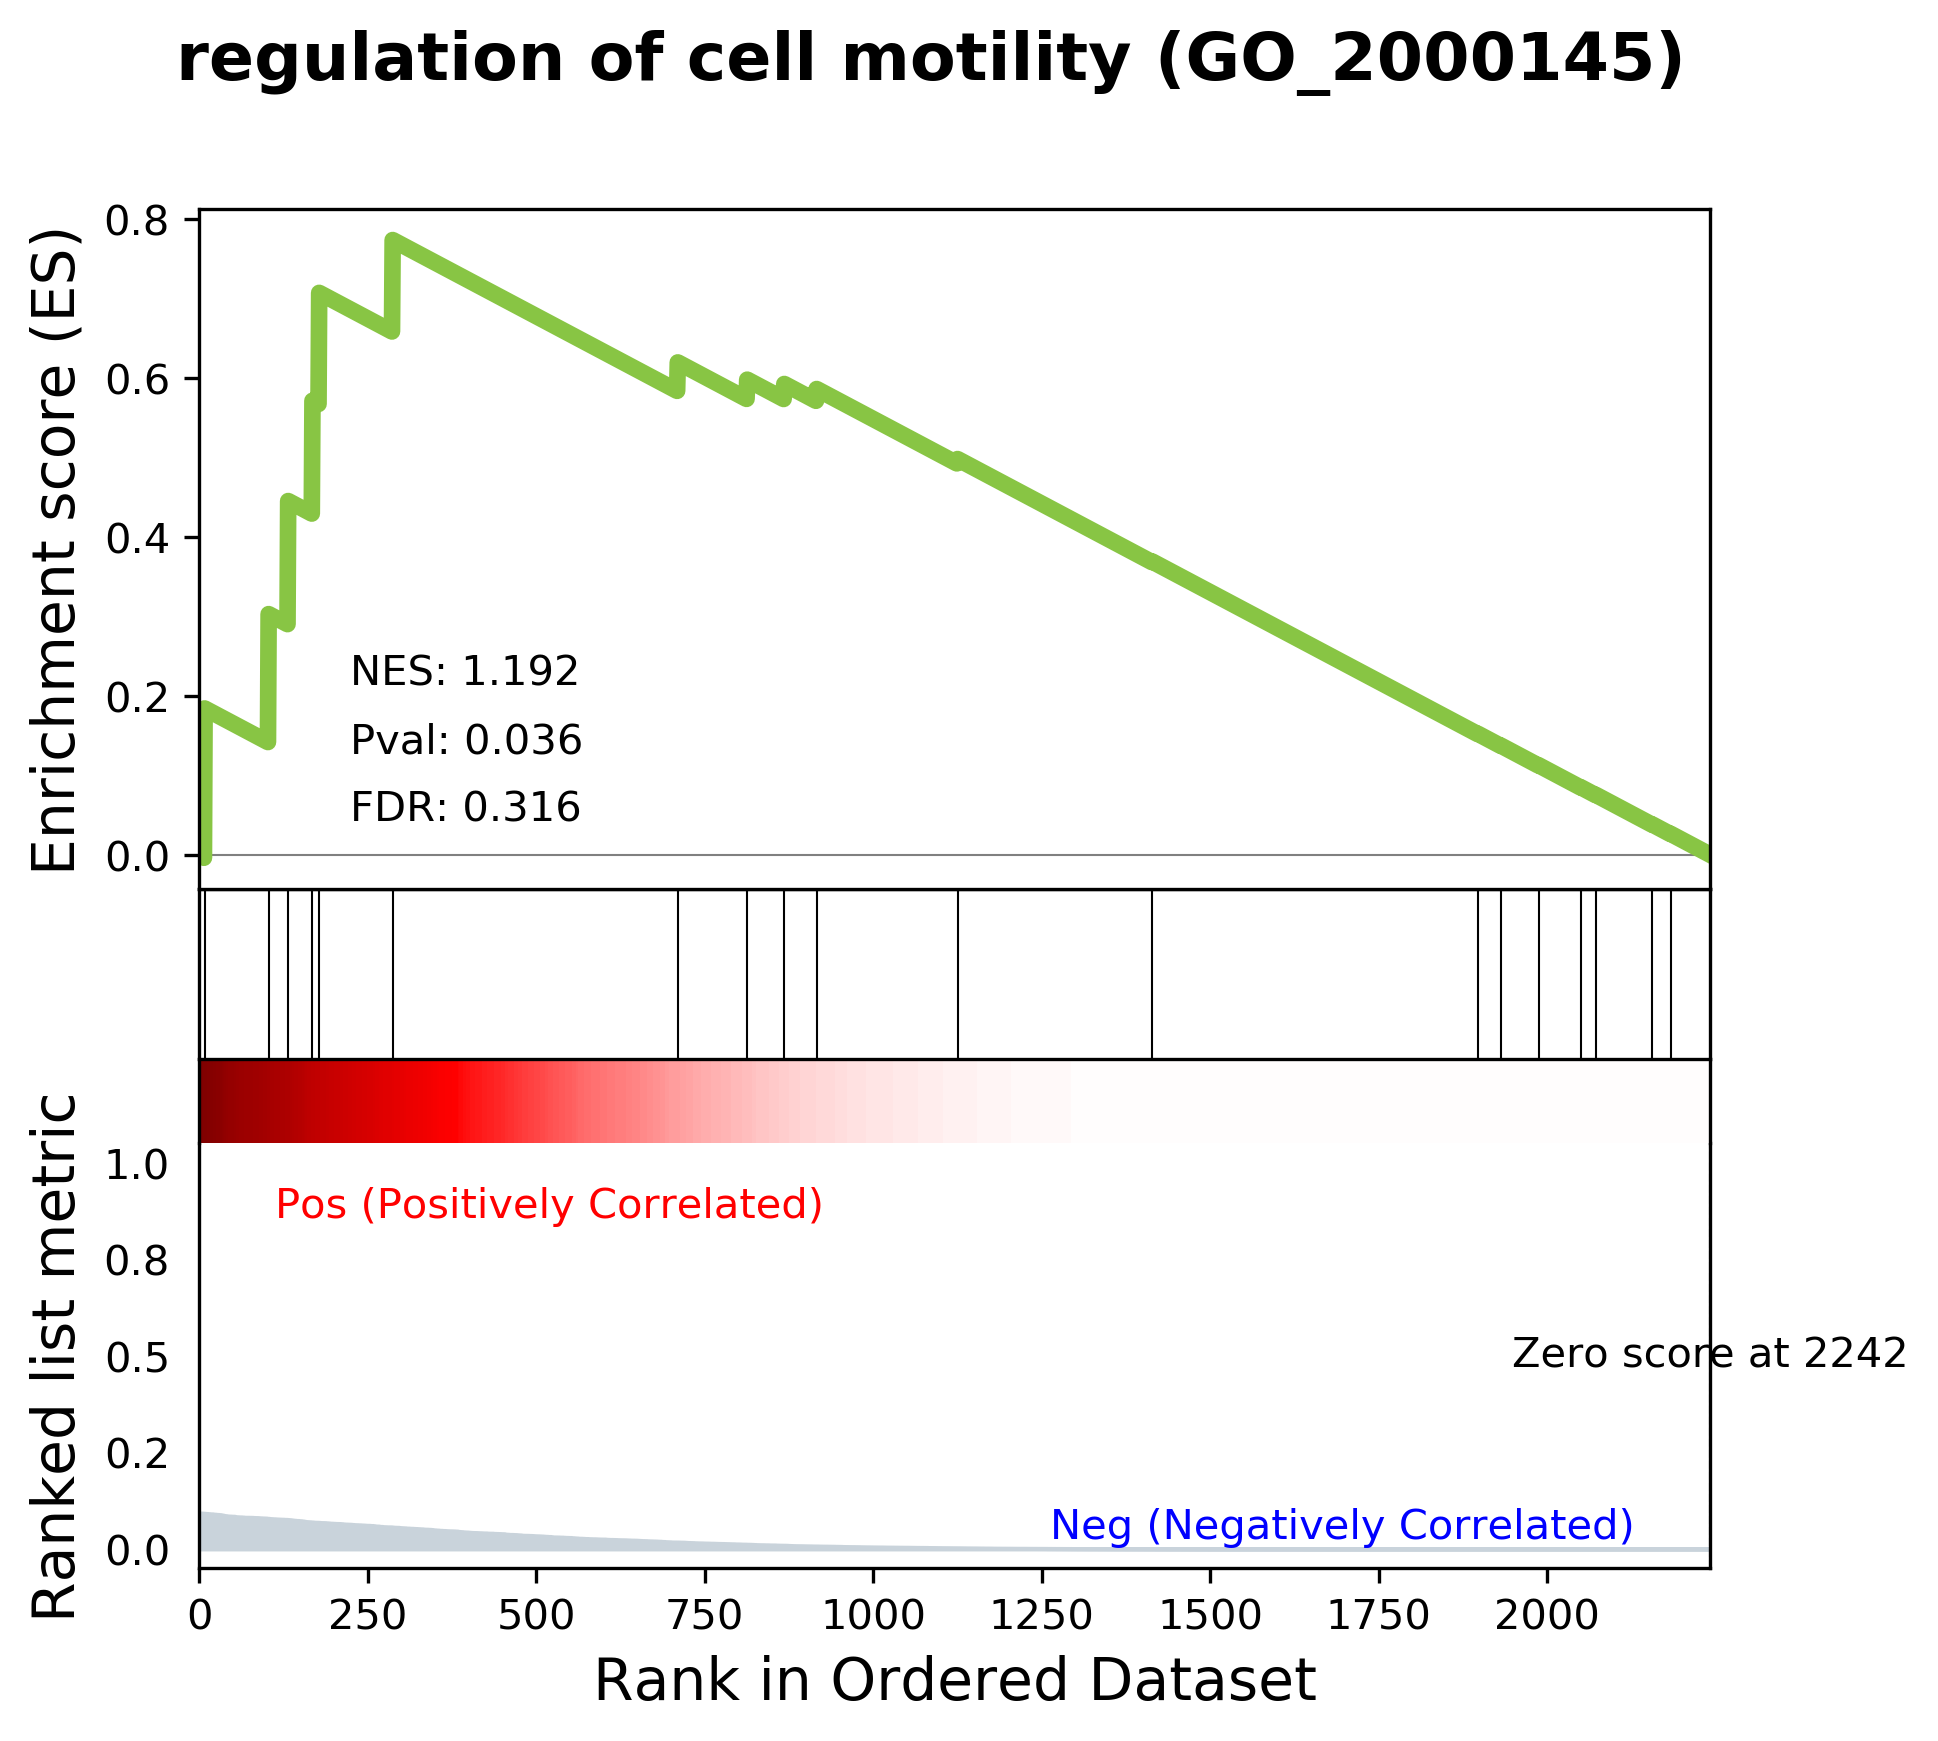 regulation of cell motility (GO_2000145)
Enrichment score (ES)
0.8
0.6
0.4
0.2
0.0
NES: 1.192
Pval: 0.036
FDR: 0.316
Ranked list metric
1.0
0.8
0.5
0.2
0.0
Pos (Positively Correlated)
Zero score at 2242
Neg (Negatively Correlated)
0 250 500 750 1000 1250 1500 1750 2000
Rank in Ordered Dataset